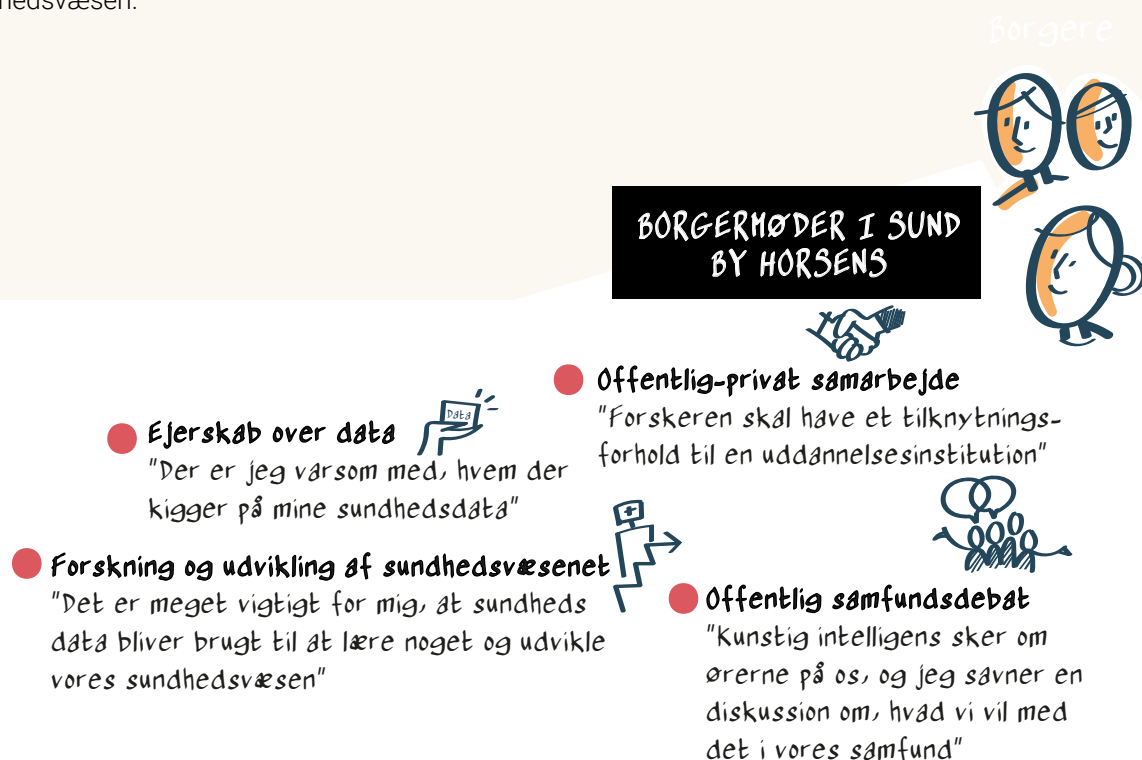 Borgere
BORGERMØDER I SUND
BY HORSENS
Offentlig-privat samarbejde
"Forskeren skal have et tilknytnings-
forhold til en uddannelsesinstitution"
Ejerskab over data
Data
"Der er jeg varsom med, hvem der
kigger på mine sundhedsdata"
Forskning og udvikling af sundhedsvæsenet
"Det er meget vigtigt for mig, at sundheds
data bliver brugt til at lære noget og udvikle
vores sundhedsvæsen"
Offentlig samfundsdebat
"Kunstig intelligens sker om
ørerne på os, og jeg savner en
diskussion om, hvad vi vil med
det i vores samfund"